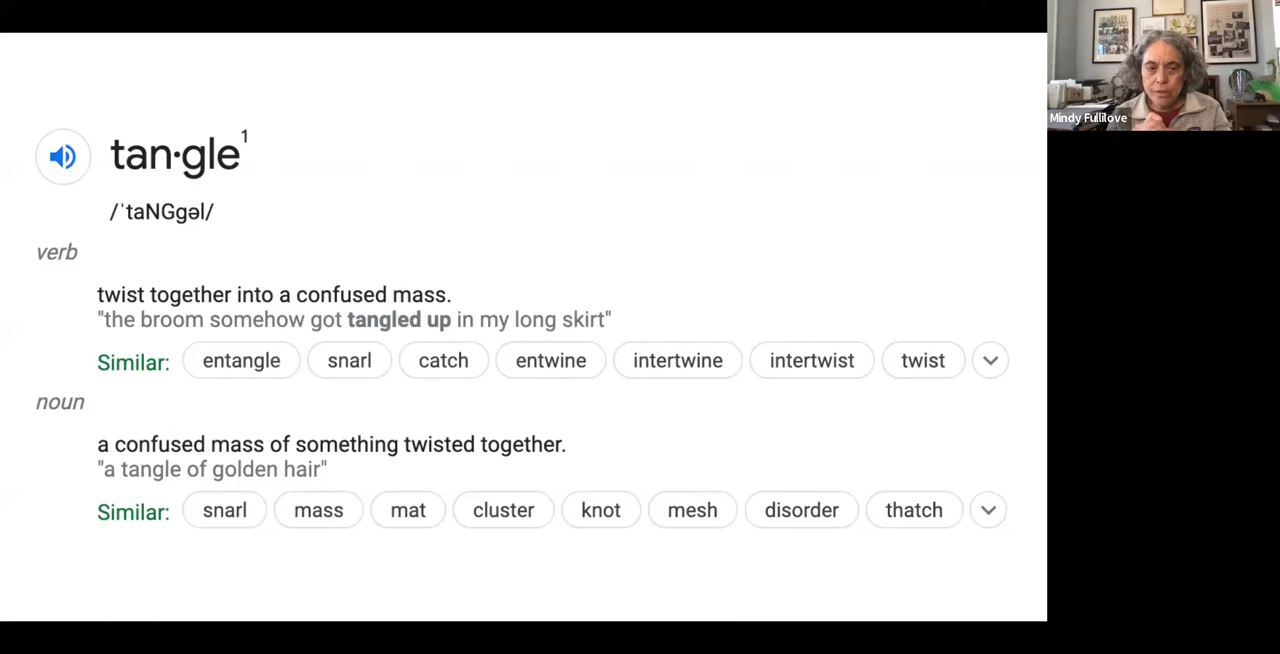 tan·gle¹
/ˈtaNGgəl/
verb
twist together into a confused mass.
"the broom somehow got tangled up in my long skirt"
Similar: entangle snarl catch entwine intertwine intertwist twist
noun
a confused mass of something twisted together.
"a tangle of golden hair"
Similar: snarl mass mat cluster knot mesh disorder thatch
Mindy Fullilove